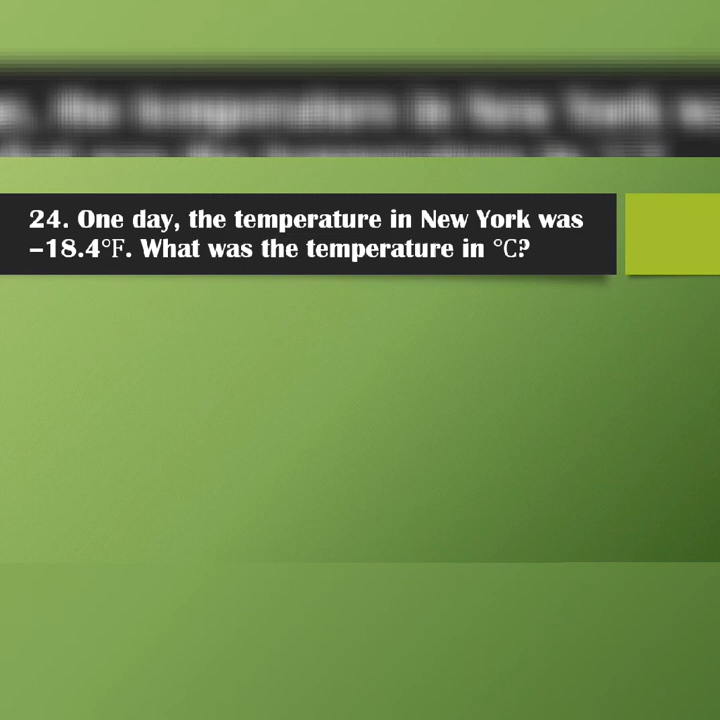 24. One day, the temperature in New York was
–18.4°F. What was the temperature in °C?